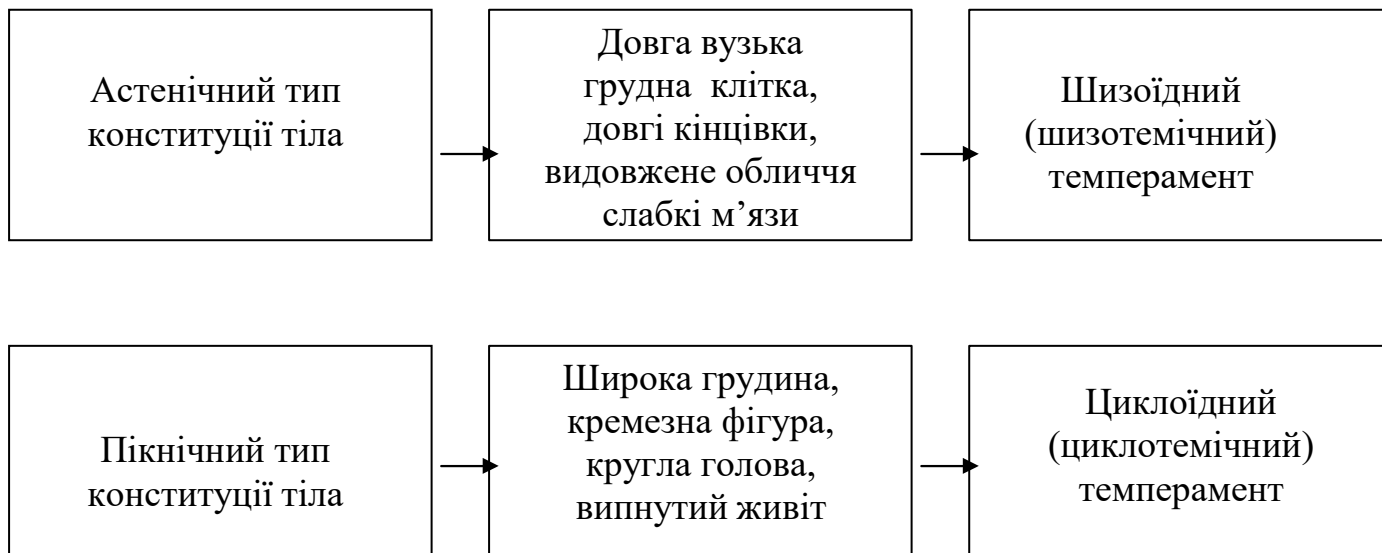 Астенічний тип
конституції тіла
Довга вузька
грудна клітка,
довгі кінцівки,
видовжене обличчя
слабкі м’язи
Шизоїдний
(шизотемічний)
темперамент
Пікнічний тип
конституції тіла
Широка грудина,
кремезна фігура,
кругла голова,
випнутий живіт
Циклоїдний
(циклотемічний)
темперамент